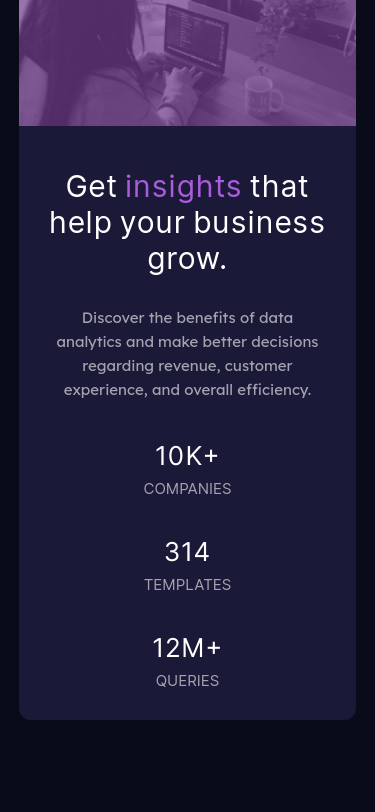 Get insights that
help your business
grow.
Discover the benefits of data
analytics and make better decisions
regarding revenue, customer
experience, and overall efficiency.
10K+
COMPANIES
314
TEMPLATES
12M+
QUERIES